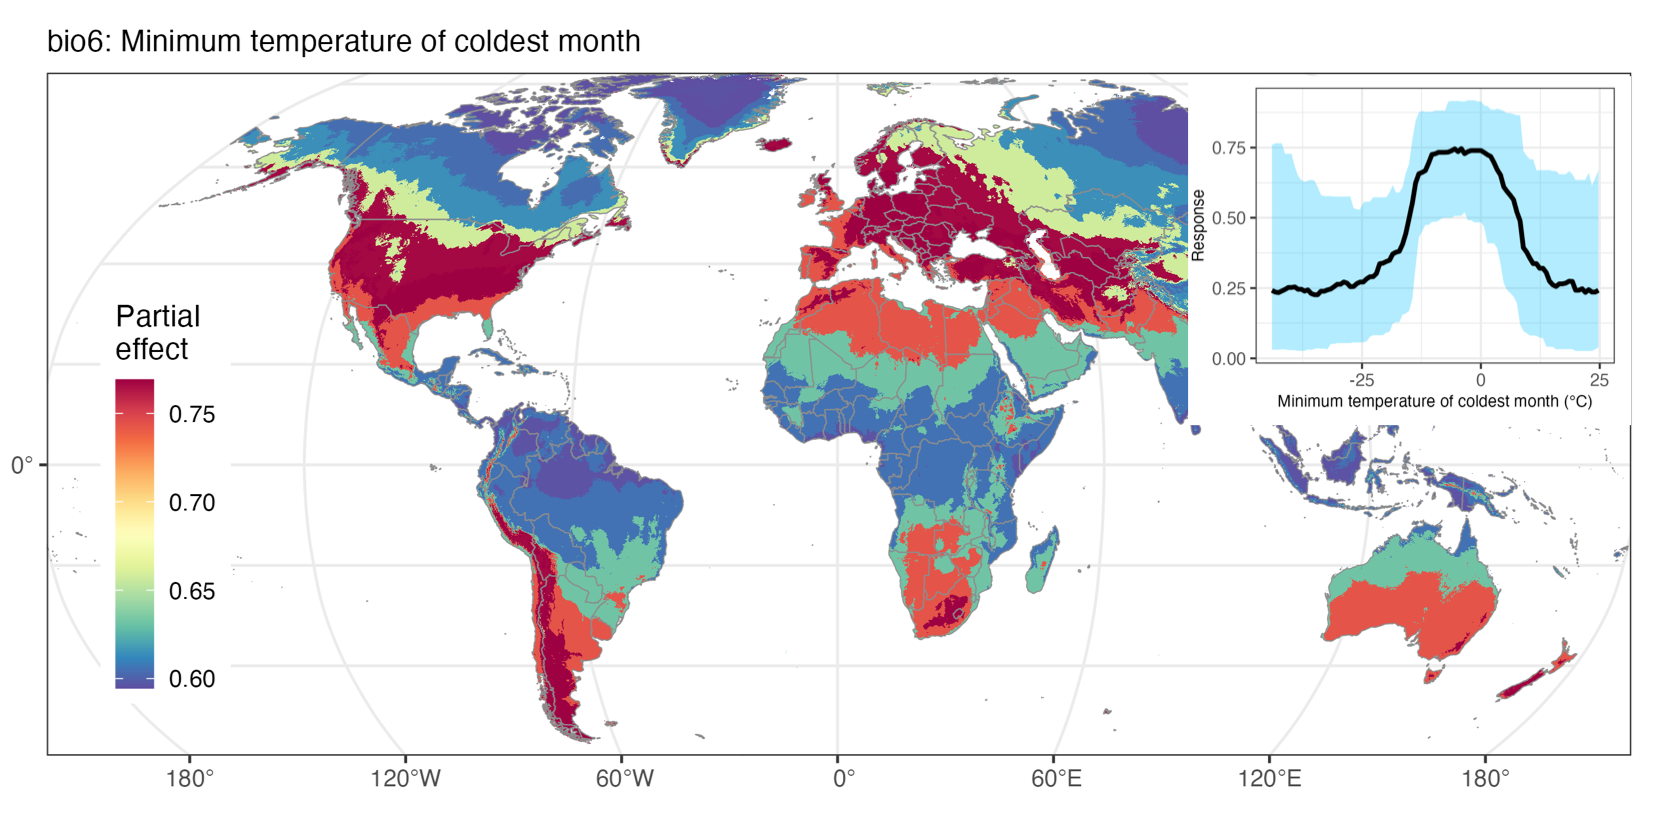 bio6: Minimum temperature of coldest month
Partial
effect
0.75
0.70
0.65
0.60
0°
180°
120°W
60°W
0°
60°E
120°E
180°
Response
0.75
0.50
0.25
0.00
-25
0
25
Minimum temperature of coldest month (°C)